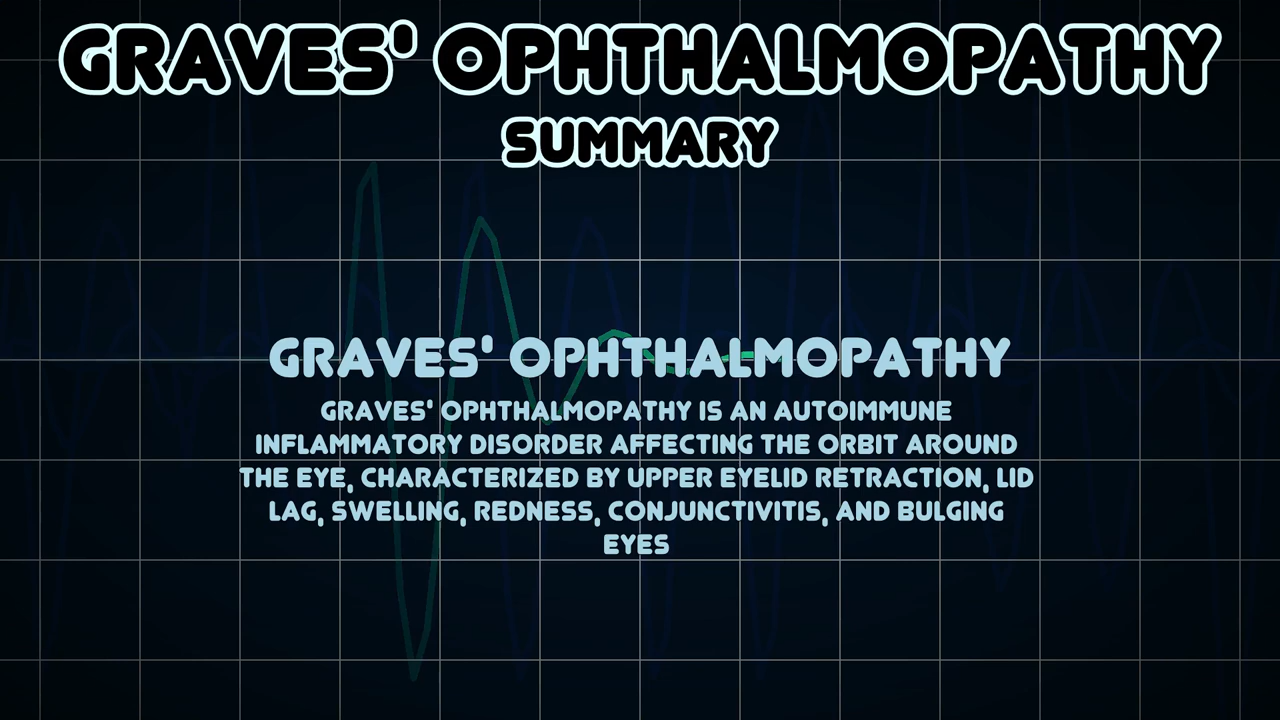 GRAVES' OPHTHALMOPATHY
SUMMARY
GRAVES' OPHTHALMOPATHY
GRAVES' OPHTHALMOPATHY IS AN AUTOIMMUNE
INFLAMMATORY DISORDER AFFECTING THE ORBIT AROUND
THE EYE, CHARACTERIZED BY UPPER EYELID RETRACTION, LID
LAG, SWELLING, REDNESS, CONJUNCTIVITIS, AND BULGING
EYES